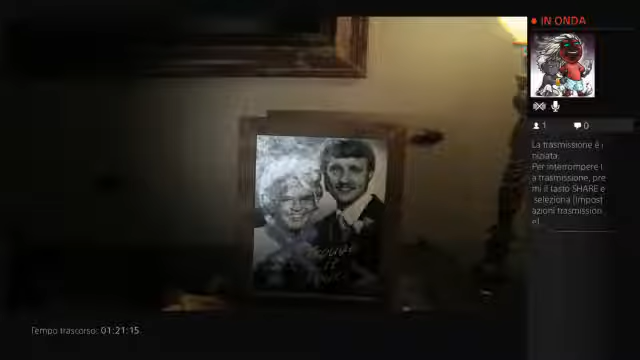 IN ONDA
1
0
La trasmissione è i
niziata.
Per interrompere l
a trasmissione, pre
mi il tasto SHARE e
seleziona [Impost
azioni trasmission
e]
Tempo trascorso: 01:21:15